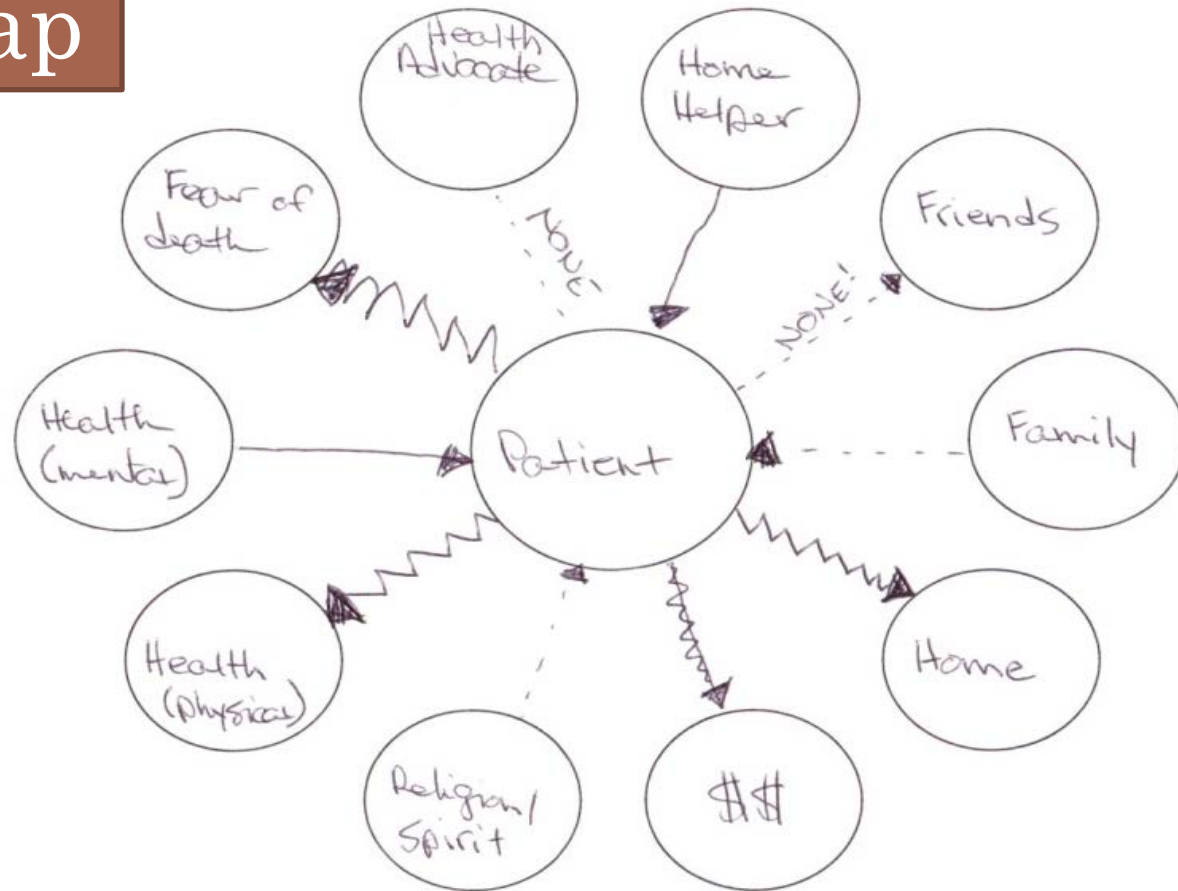 ap
Health
Advocate
Home
Helper
Fear of
death
NONE!
NONE!
Friends
Health
(mental)
Patient
Family
Health
(physical)
Home
Religion/
Spirit
$$